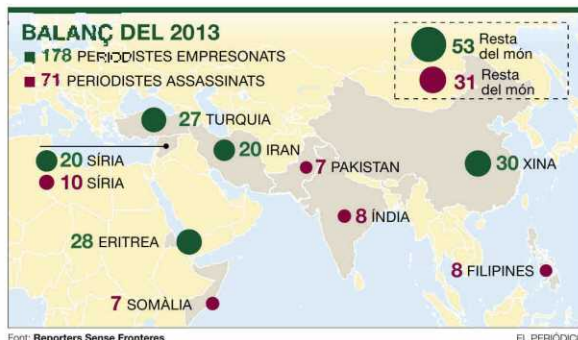 BALANÇ DEL 2013
178 PERIODISTES EMPRESONATS
71 PERIODISTES ASSASSINATS
53 Resta
del món
31 Resta
del món
27 TURQUIA
20 SÍRIA
10 SÍRIA
20 IRAN
7 PAKISTAN
30 XINA
8 ÍNDIA
28 ERITREA
8 FILIPINES
7 SOMÀLIA
Font: Reporters Sense Fronteres
EL PERIÓDICO